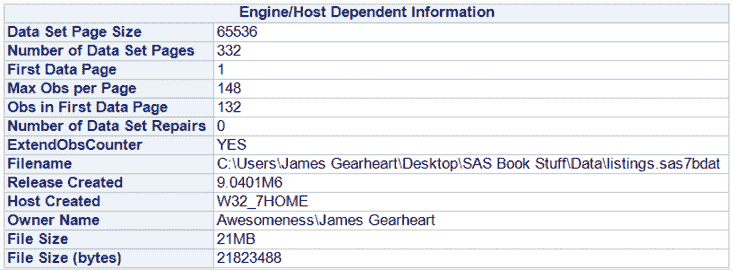 Engine/Host Dependent Information
Data Set Page Size 65536
Number of Data Set Pages 332
First Data Page 1
Max Obs per Page 148
Obs in First Data Page 132
Number of Data Set Repairs 0
ExtendObsCounter YES
Filename C:\Users\James Gearheart\Desktop\SAS Book Stuff\Data\listings.sas7bdat
Release Created 9.0401M6
Host Created W32_7HOME
Owner Name Awesomeness\James Gearheart
File Size 21MB
File Size (bytes) 21823488